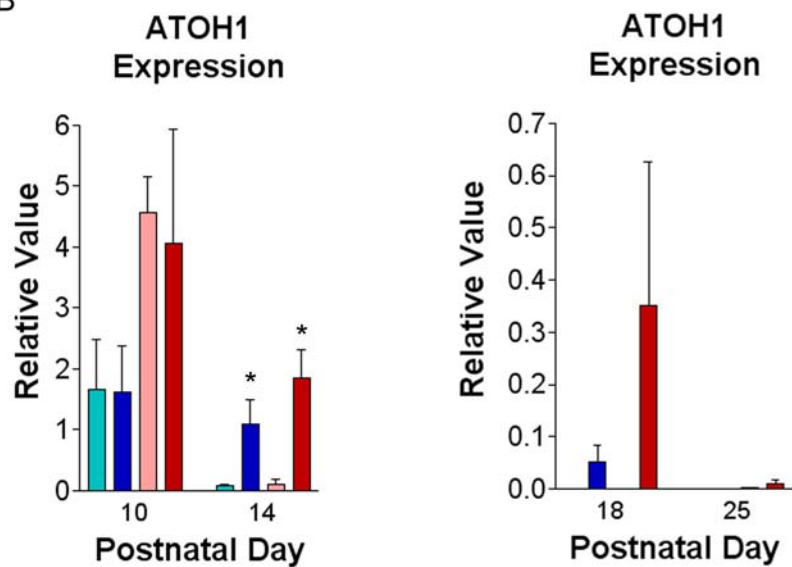 B
ATOH1
Expression
6
5
4
3
2
1
0
Relative Value
*
*
10
14
Postnatal Day
ATOH1
Expression
0.7
0.6
0.5
0.4
0.3
0.2
0.1
0.0
Relative Value
18
25
Postnatal Day